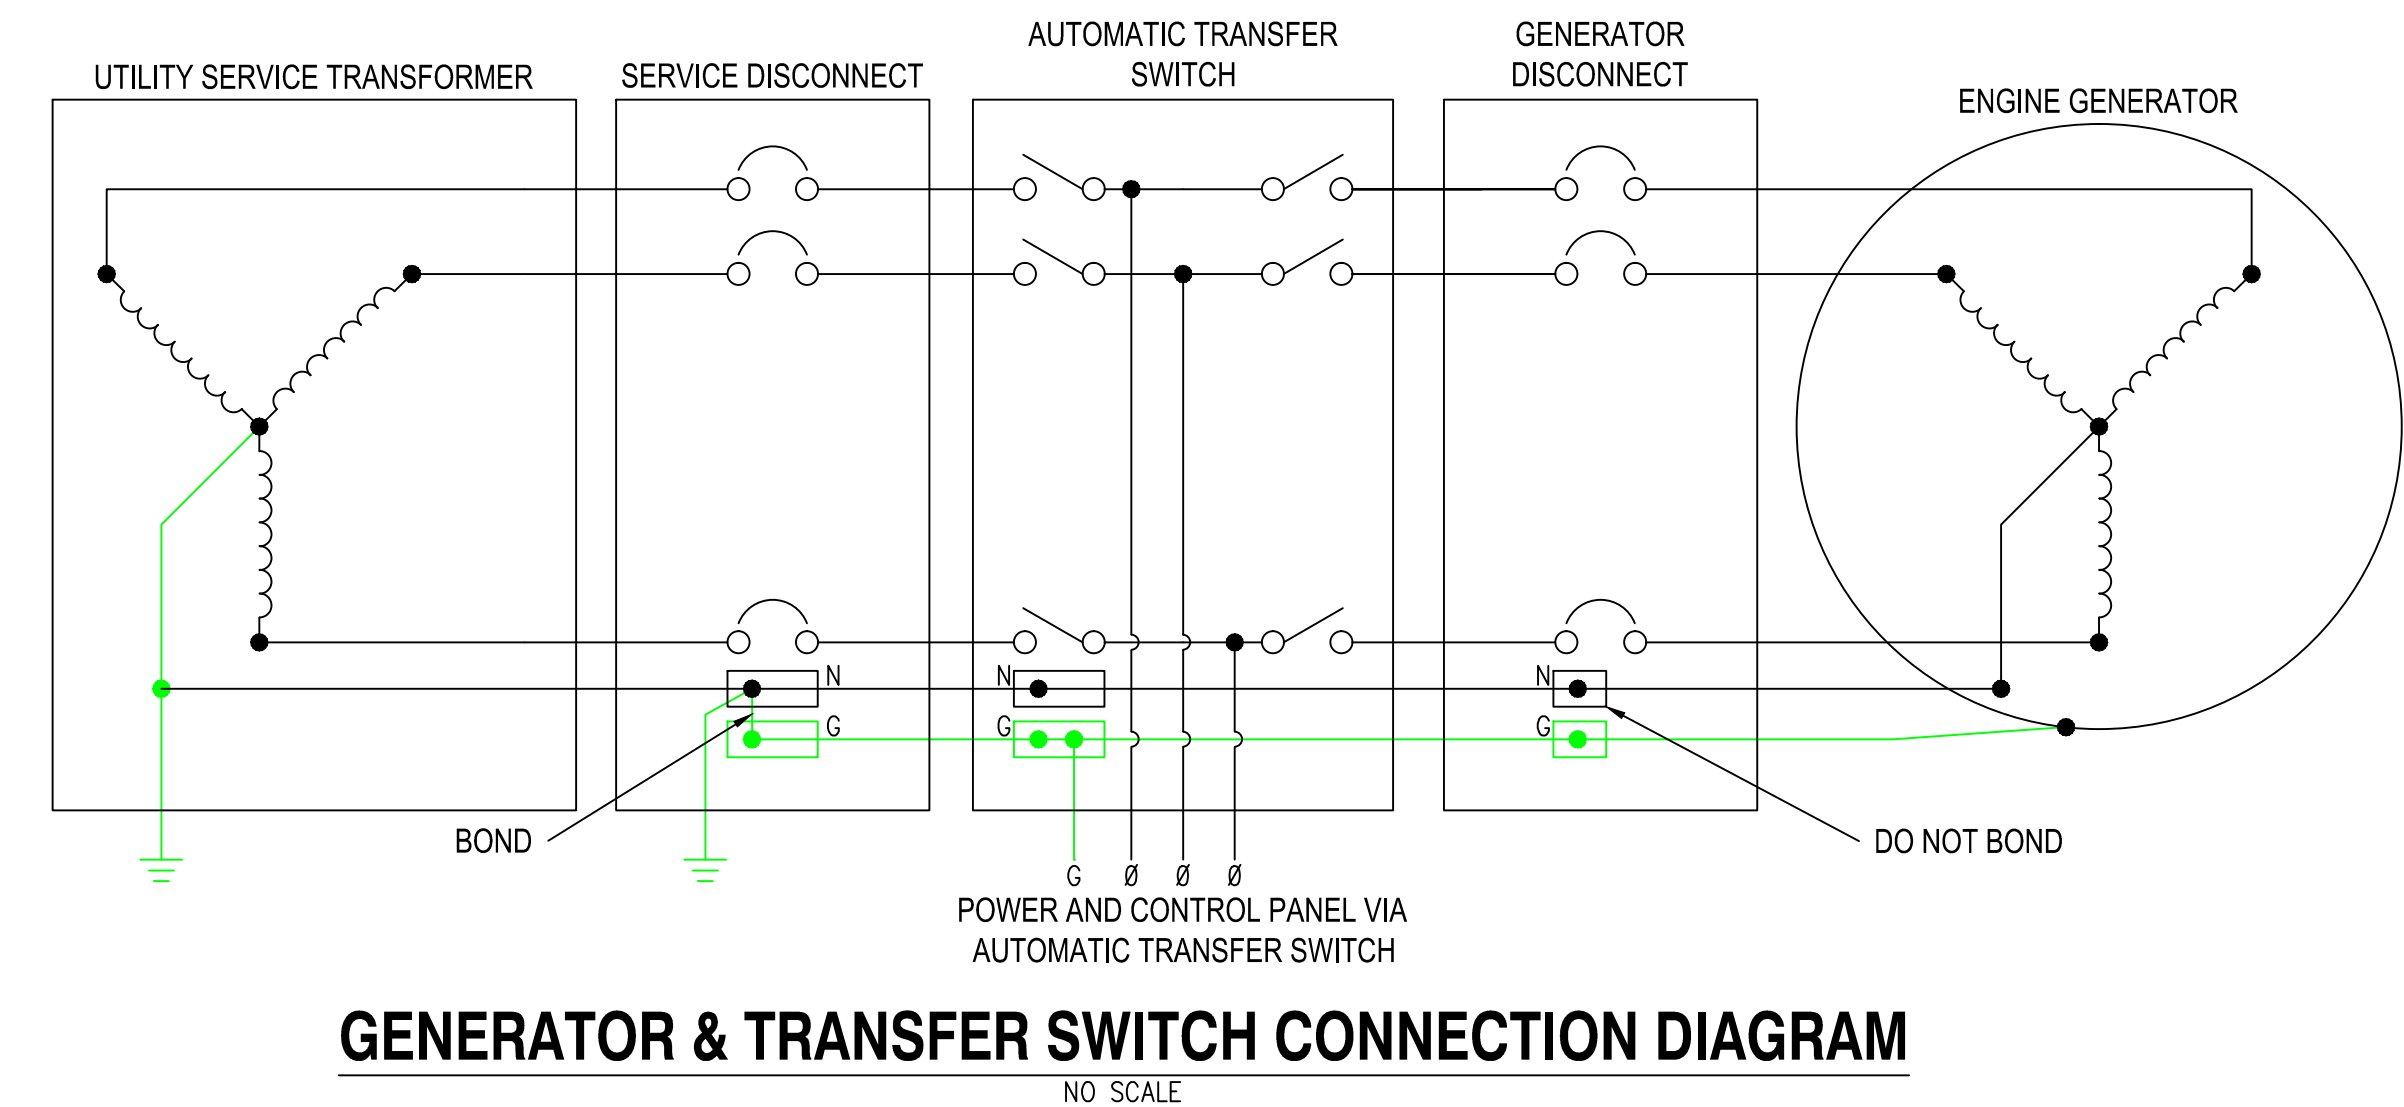 AUTOMATIC TRANSFER
SWITCH
GENERATOR
DISCONNECT
UTILITY SERVICE TRANSFORMER
SERVICE DISCONNECT
ENGINE GENERATOR
N
N
N
G
G
G
BOND
DO NOT BOND
G Ø Ø Ø
POWER AND CONTROL PANEL VIA
AUTOMATIC TRANSFER SWITCH
GENERATOR & TRANSFER SWITCH CONNECTION DIAGRAM
NO SCALE